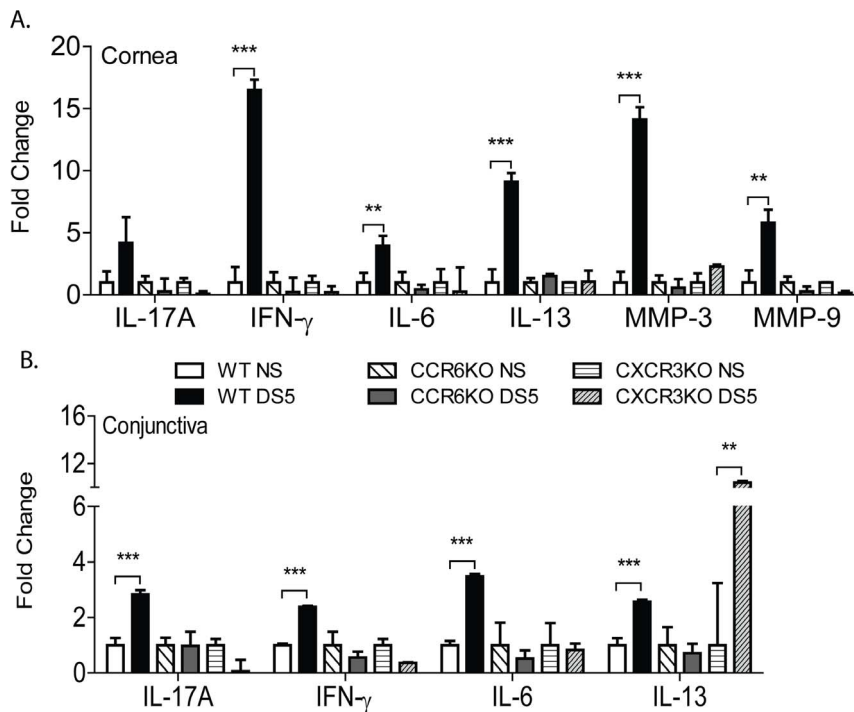 A.
Cornea
Fold Change
20
15
10
5
0
*** ** *** *** **
IL-17A IFN-γ IL-6 IL-13 MMP-3 MMP-9
B.
WT NS CCR6KO NS CXCR3KO NS
WT DS5 CCR6KO DS5 CXCR3KO DS5
Conjunctiva
Fold Change
16
12
6
4
2
0
*** *** *** *** **
IL-17A IFN-γ IL-6 IL-13